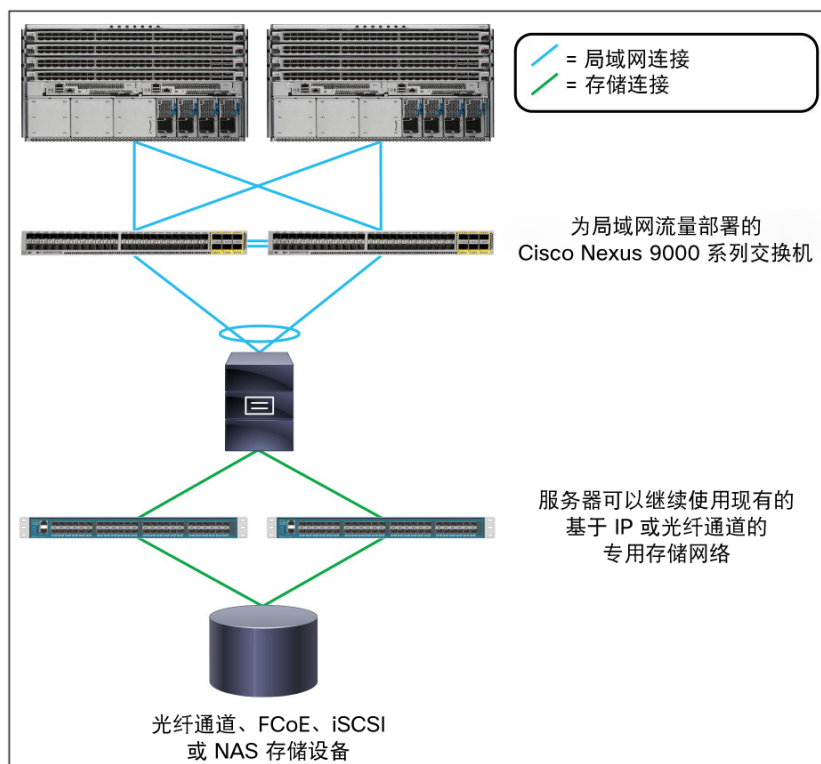 = 局域网连接
= 存储连接
为局域网流量部署的
Cisco Nexus 9000 系列交换机
服务器可以继续使用现有的
基于 IP 或光纤通道的
专用存储网络
光纤通道、FCoE、iSCSI
或 NAS 存储设备